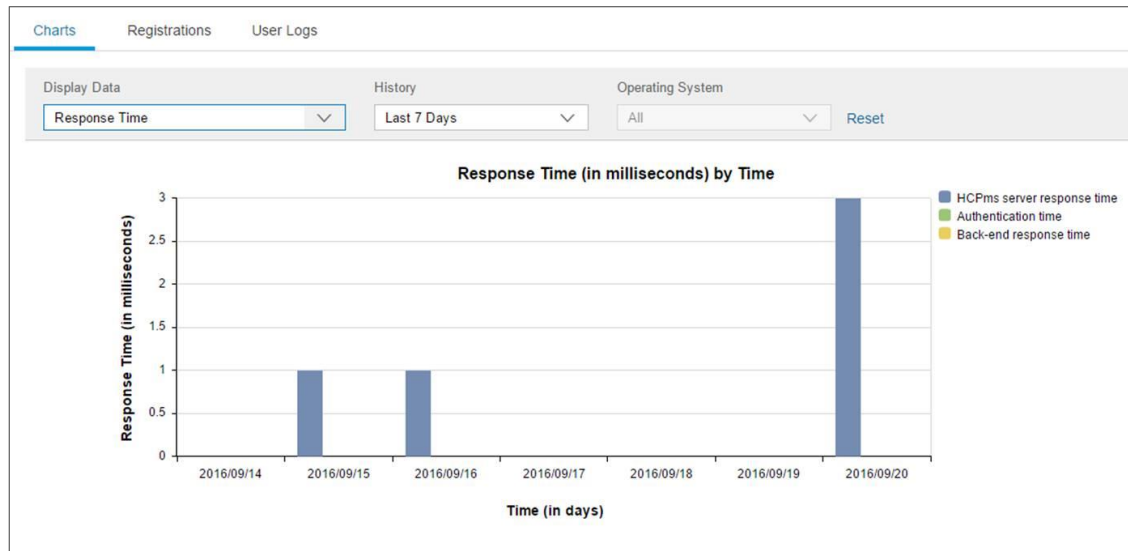 Charts Registrations User Logs
Display Data History Operating System
Response Time Last 7 Days All Reset
Response Time (in milliseconds) by Time
HCPms server response time
Authentication time
Back-end response time
Response Time (in milliseconds)
3
2.5
2
1.5
1
0.5
0
2016/09/14 2016/09/15 2016/09/16 2016/09/17 2016/09/18 2016/09/19 2016/09/20
Time (in days)